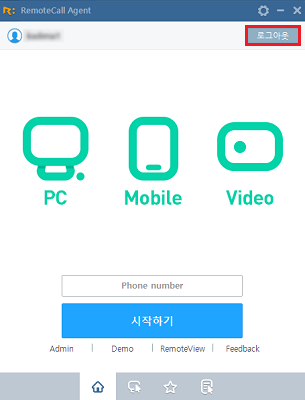 RemoteCall Agent
로그아웃
PC
Mobile
Video
Phone number
시작하기
Admin | Demo | RemoteView | Feedback